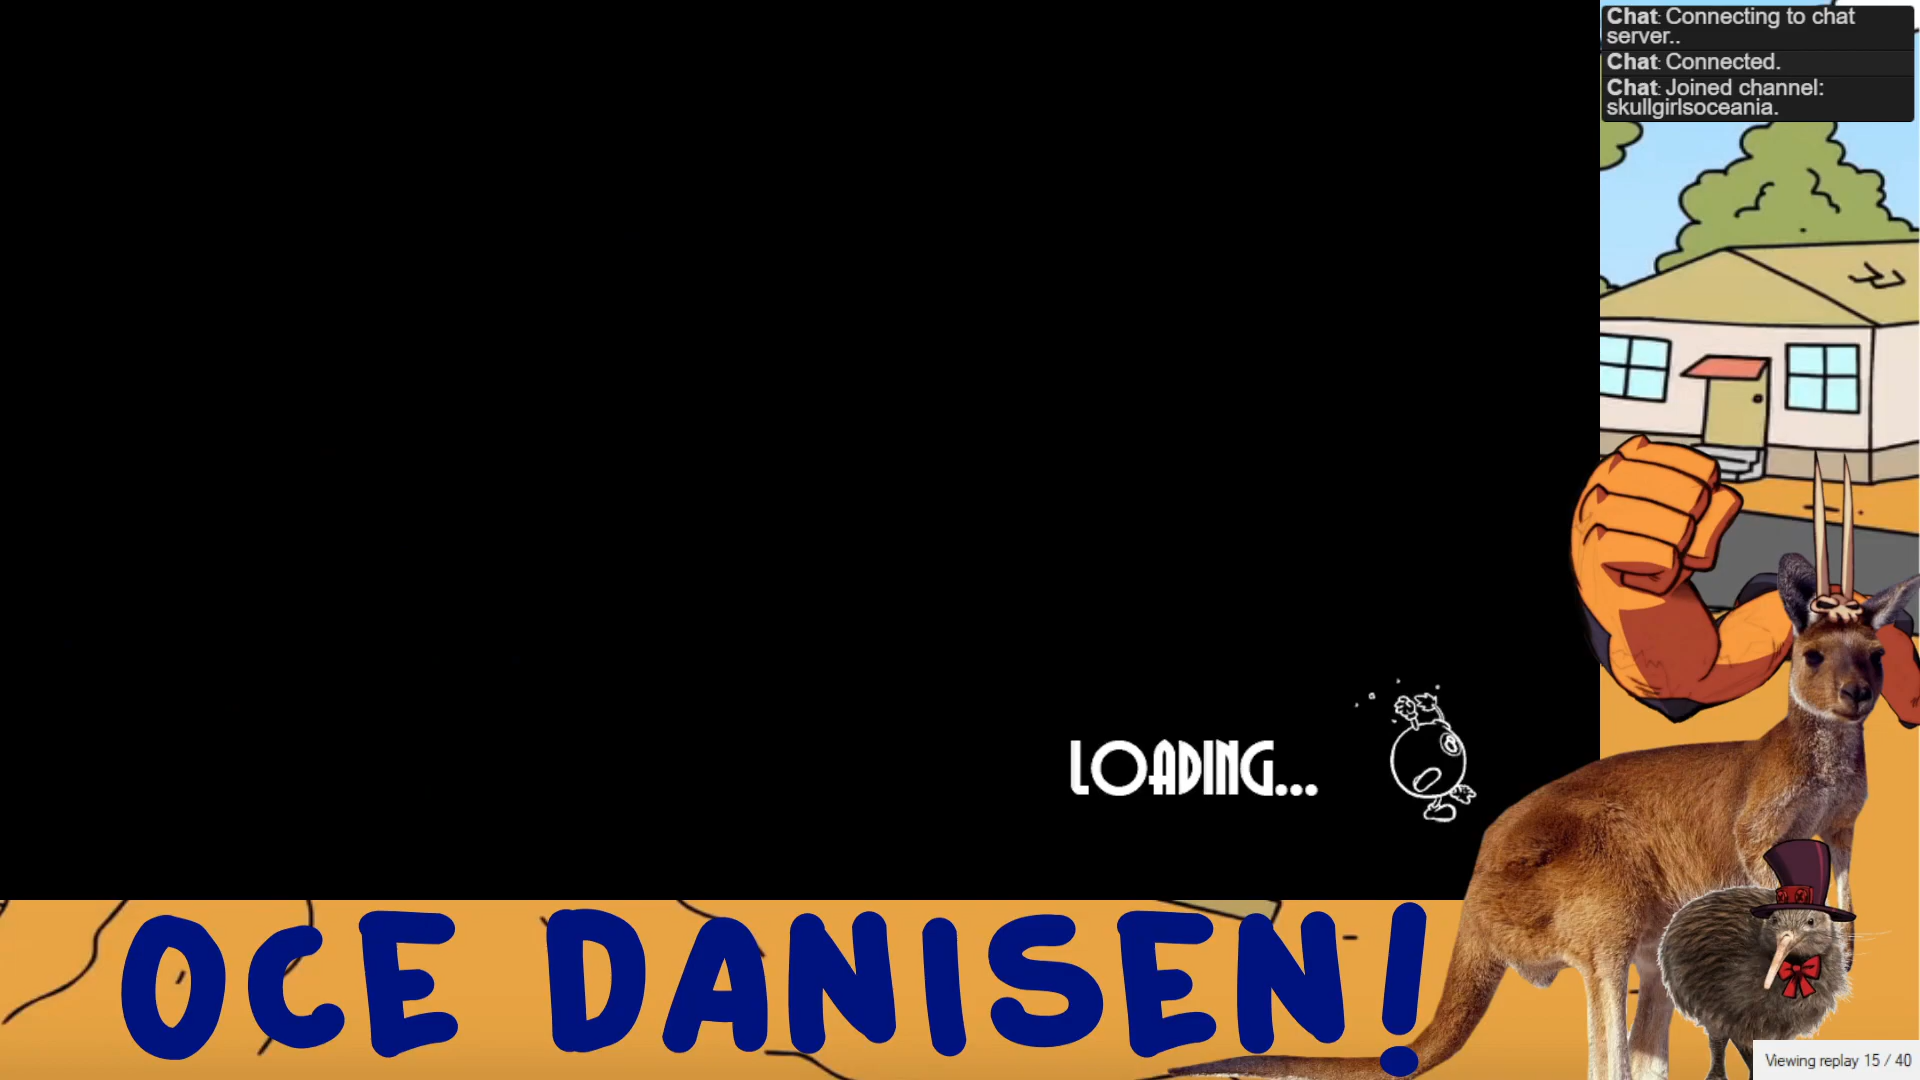 Chat: Connecting to chat
server..
Chat: Connected.
Chat: Joined channel:
skullgirlsoceania.
LOADING...
OCE DANISEN!
Viewing replay 15 / 40